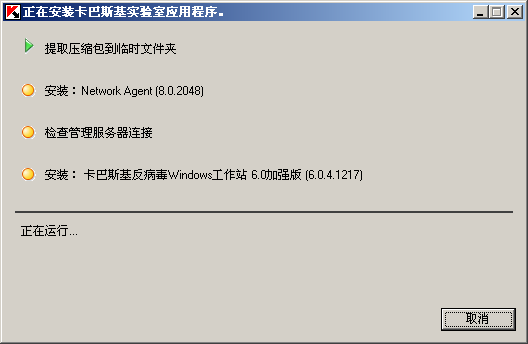 正在安装卡巴斯基实验室应用程序。
提取压缩包到临时文件夹
安装：Network Agent (8.0.2048)
检查管理服务器连接
安装： 卡巴斯基反病毒Windows工作站 6.0加强版 (6.0.4.1217)
正在运行...
取消